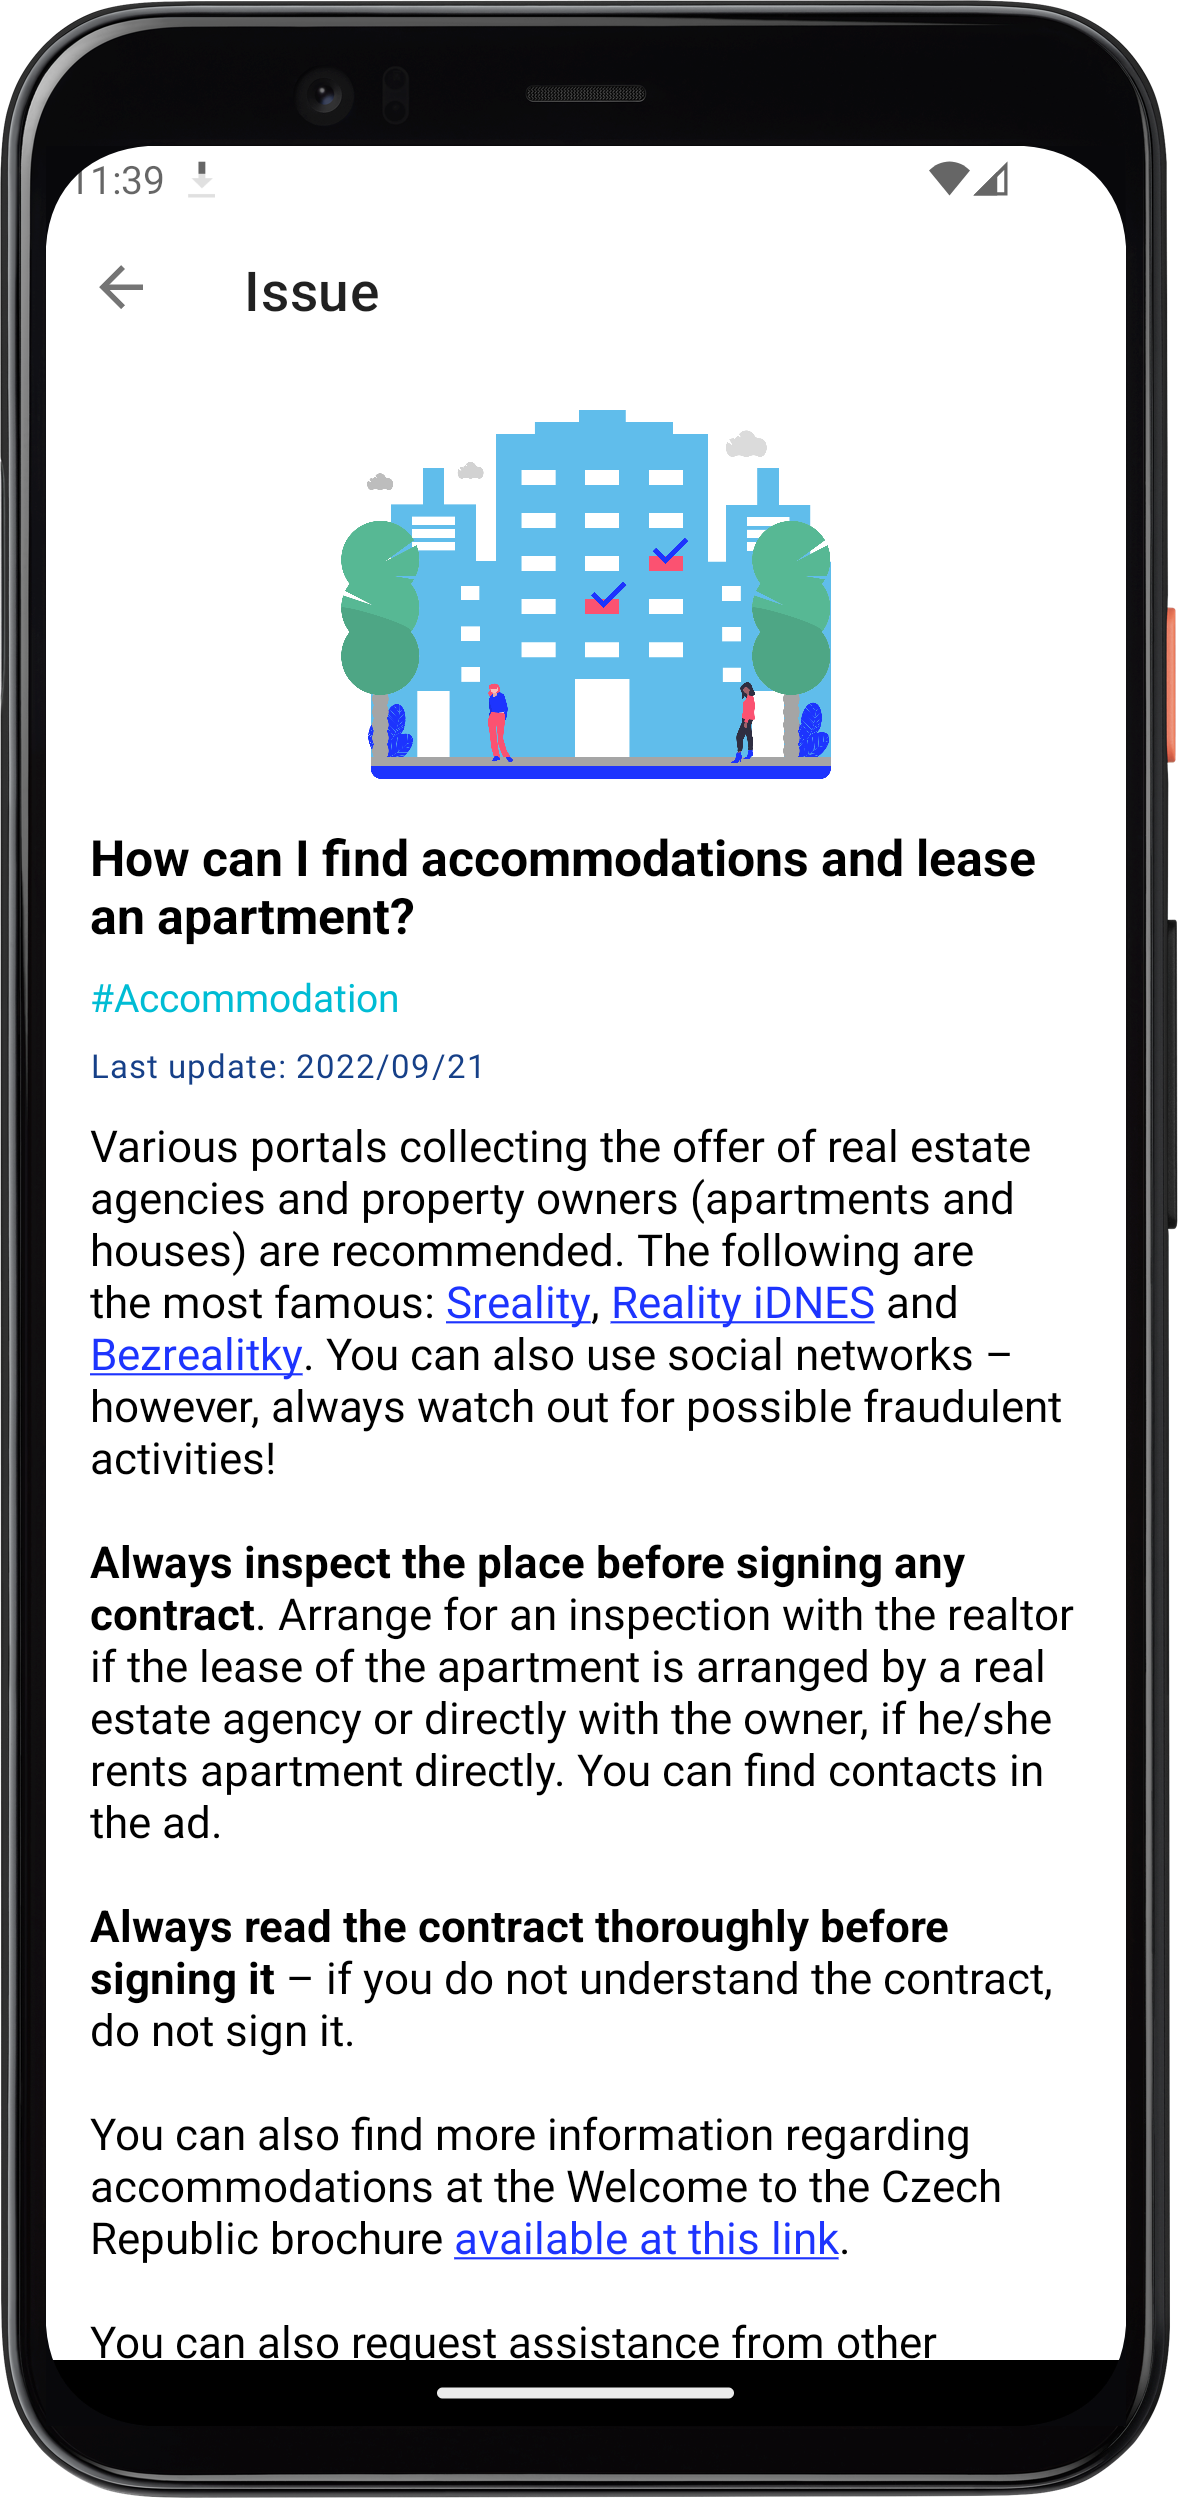 11:39
Issue
How can I find accommodations and lease
an apartment?
#Accommodation
Last update: 2022/09/21
Various portals collecting the offer of real estate
agencies and property owners (apartments and
houses) are recommended. The following are
the most famous: Sreality, Reality iDNES and
Bezrealitky. You can also use social networks –
however, always watch out for possible fraudulent
activities!
Always inspect the place before signing any
contract. Arrange for an inspection with the realtor
if the lease of the apartment is arranged by a real
estate agency or directly with the owner, if he/she
rents apartment directly. You can find contacts in
the ad.
Always read the contract thoroughly before
signing it – if you do not understand the contract,
do not sign it.
You can also find more information regarding
accommodations at the Welcome to the Czech
Republic brochure available at this link.
You can also request assistance from other